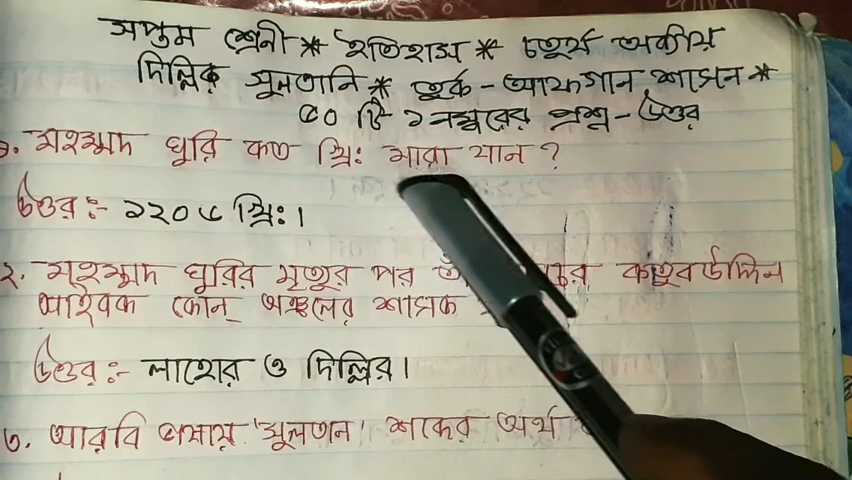 সপ্তম শ্রেনী * ইতিহাস * চতুর্থ অধ্যায়
দিল্লির সুলতানি * তুর্ক - আফগান শাসন *
৫০ টি ১ নম্বরের প্রশ্ন - উত্তর
১. মহম্মদ ঘুরি কত খ্রি: মারা যান ?
উত্তর :- ১২০৬ খ্রি: ।
২. মহম্মদ ঘুরির মৃত্যুর পর কুতুবউদ্দিন
আইবক কোন্ অঞ্চলের শাসক
উত্তর :- লাহোর ও দিল্লির ।
৩. আরবি ভাষায় 'সুলতান' শব্দের অর্থ